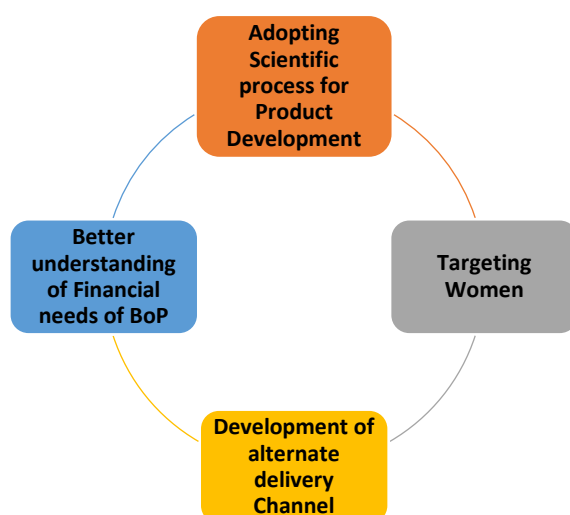 Adopting
Scientific
process for
Product
Development
Better
understanding
of Financial
needs of BoP
Targeting
Women
Development of
alternate
delivery
Channel